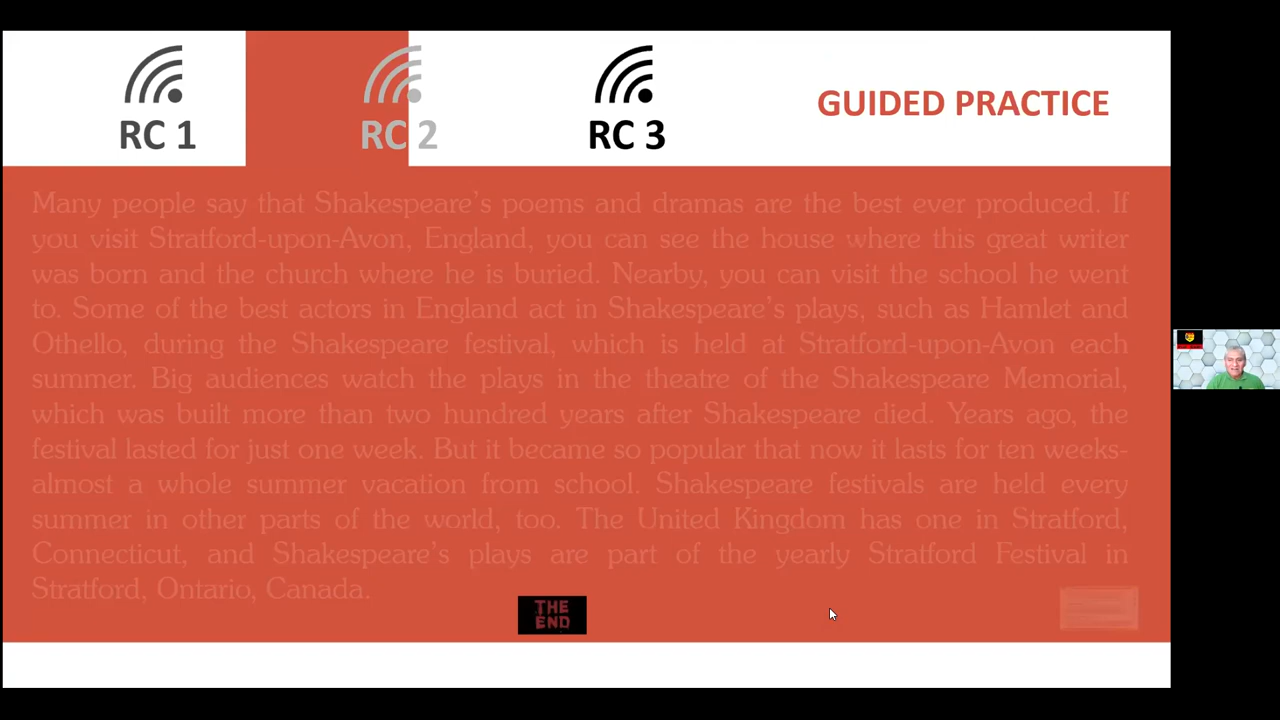 RC 1
RC 2
RC 3
GUIDED PRACTICE
Many people say that Shakespeare's poems and dramas are the best ever produced. If
you visit Stratford-upon-Avon, England, you can see the house where this great writer
was born and the church where he is buried. Nearby, you can visit the school he went
to. Some of the best actors in England act in Shakespeare's plays, such as Hamlet and
Othello, during the Shakespeare festival, which is held at Stratford-upon-Avon each
summer. Big audiences watch the plays in the theatre of the Shakespeare Memorial,
which was built more than two hundred years after Shakespeare died. Years ago, the
festival lasted for just one week. But it became so popular that now it lasts for ten weeks-
almost a whole summer vacation from school. Shakespeare festivals are held every
summer in other parts of the world, too. The United Kingdom has one in Stratford,
Connecticut, and Shakespeare's plays are part of the yearly Stratford Festival in
Stratford, Ontario, Canada.
THE
END